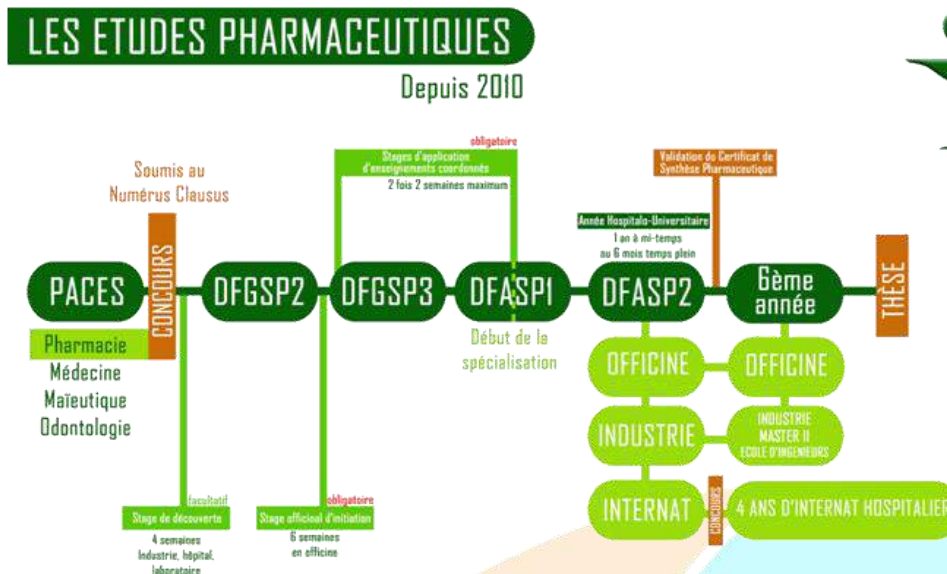 LES ETUDES PHARMACEUTIQUES
Depuis 2010
Soumis au
Numérus Clausus
obligatoire
Stages d'application
d'enseignements coordonnés
2 fois 2 semaines maximum
Validation du Certificat de
Synthèse Pharmaceutique
Année Hospitalo-Universitaire
1 an à mi-temps
au 6 mois temps plein
PACES
CONCOURS
DFGSP2
DFGSP3
DFASP1
DFASP2
6ème
année
THÈSE
Pharmacie
Médecine
Maïeutique
Odontologie
Début de la
spécialisation
OFFICINE
OFFICINE
INDUSTRIE
INDUSTRIE
MASTER II
ECOLE D'INGENIEURS
INTERNAT
CONCOURS
4 ANS D'INTERNAT HOSPITALIER
facultatif
Stage de découverte
4 semaines
Industrie, hôpital,
laboratoire
obligatoire
Stage officinal d'initiation
6 semaines
en officine